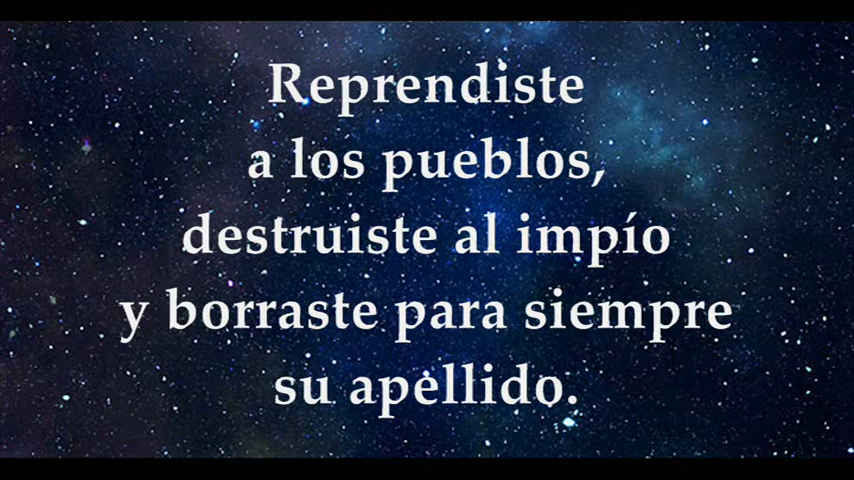 Reprendiste
a los pueblos,
destruiste al impío
y borraste para siempre
su apellido.